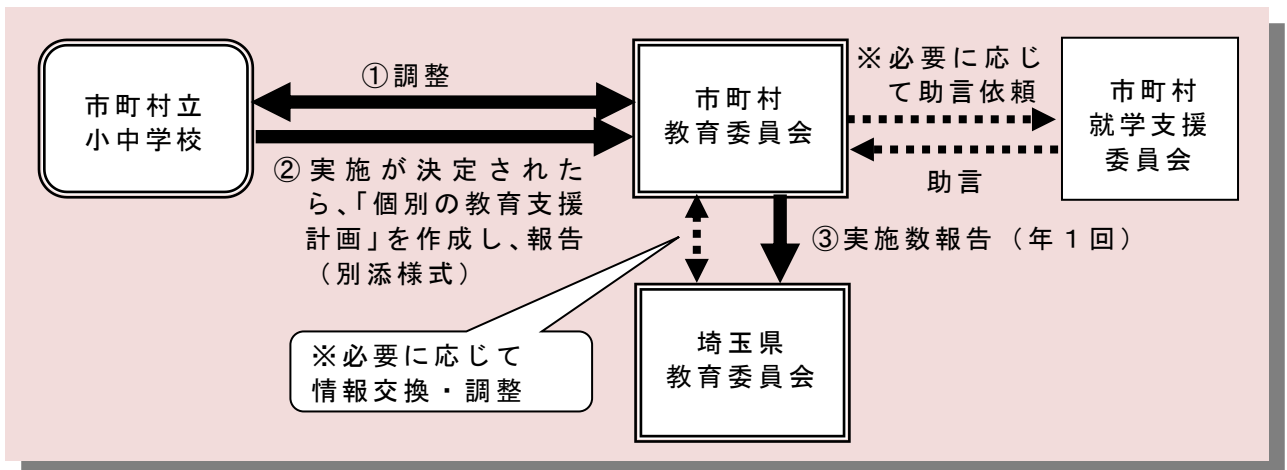 市町村立
小中学校
①調整
②実施が決定された
ら、「個別の教育支援
計画」を作成し、報告
（別添様式）
市町村
教育委員会
※必要に応じ
て助言依頼
助言
市町村
就学支援
委員会
③実施数報告（年１回）
※必要に応じて
情報交換・調整
埼玉県
教育委員会